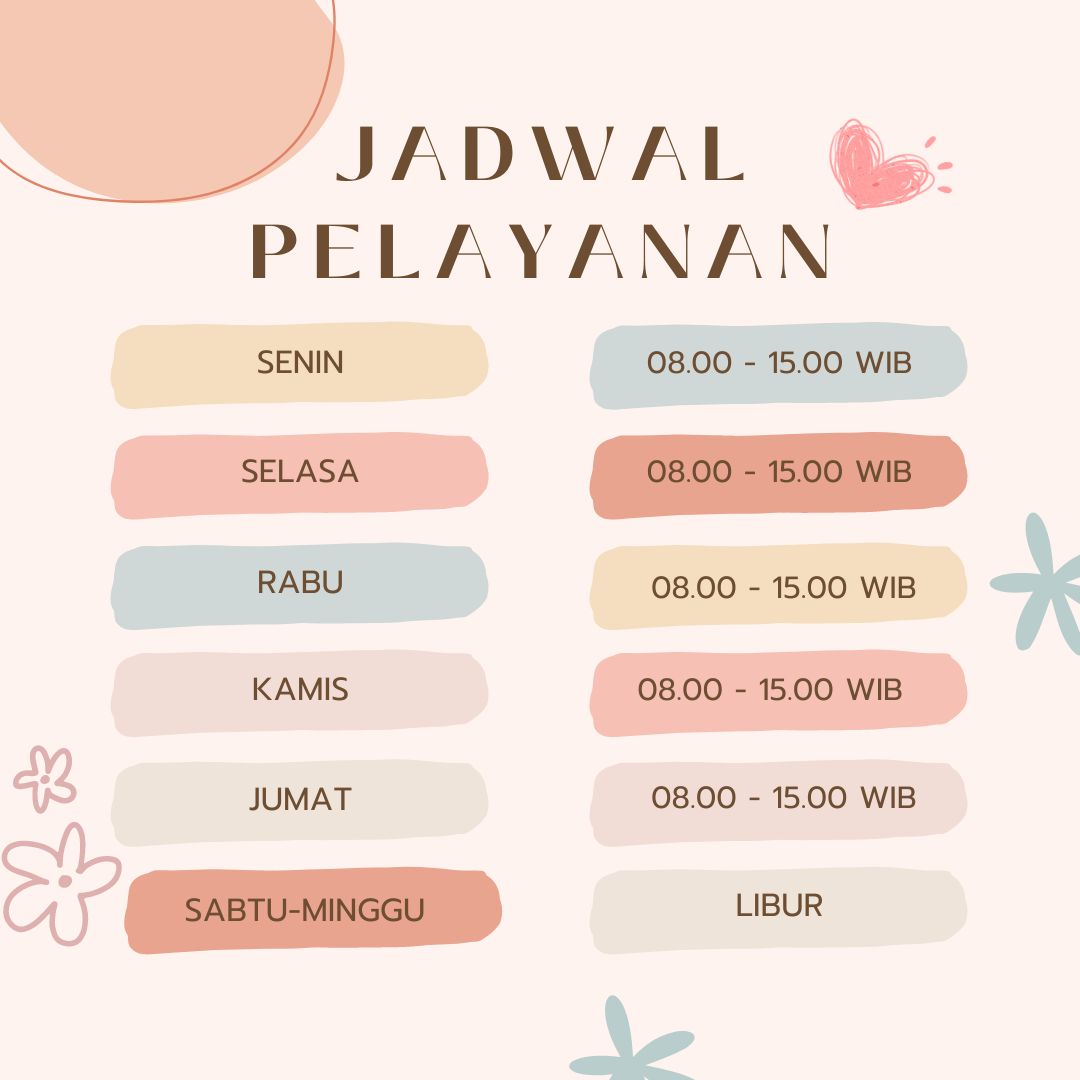 JADWAL
PELAYANAN
SENIN 08.00 - 15.00 WIB
SELASA 08.00 - 15.00 WIB
RABU 08.00 - 15.00 WIB
KAMIS 08.00 - 15.00 WIB
JUMAT 08.00 - 15.00 WIB
SABTU-MINGGU LIBUR